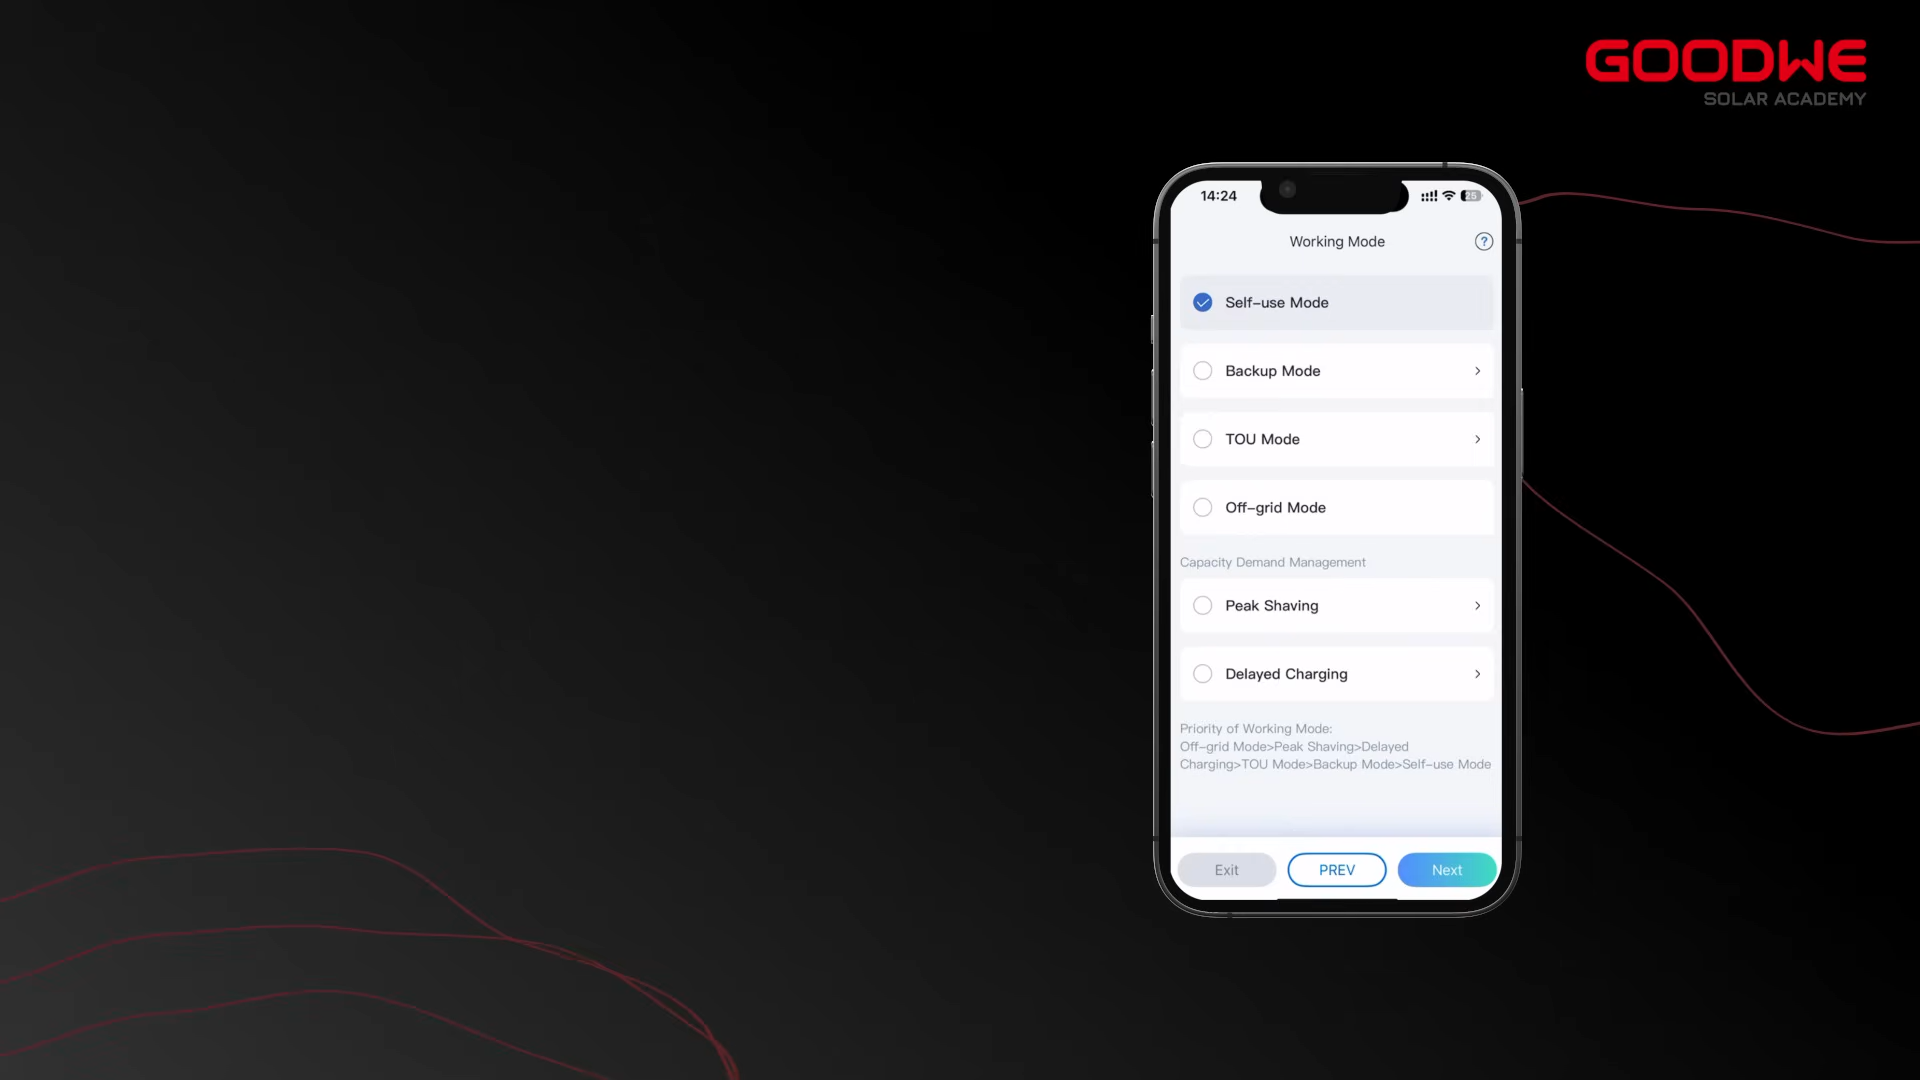 GOODWE
SOLAR ACADEMY
14:24
25
Working Mode
?
Self-use Mode
Backup Mode
TOU Mode
Off-grid Mode
Capacity Demand Management
Peak Shaving
Delayed Charging
Priority of Working Mode:
Off-grid Mode>Peak Shaving>Delayed
Charging>TOU Mode>Backup Mode>Self-use Mode
Exit
PREV
Next